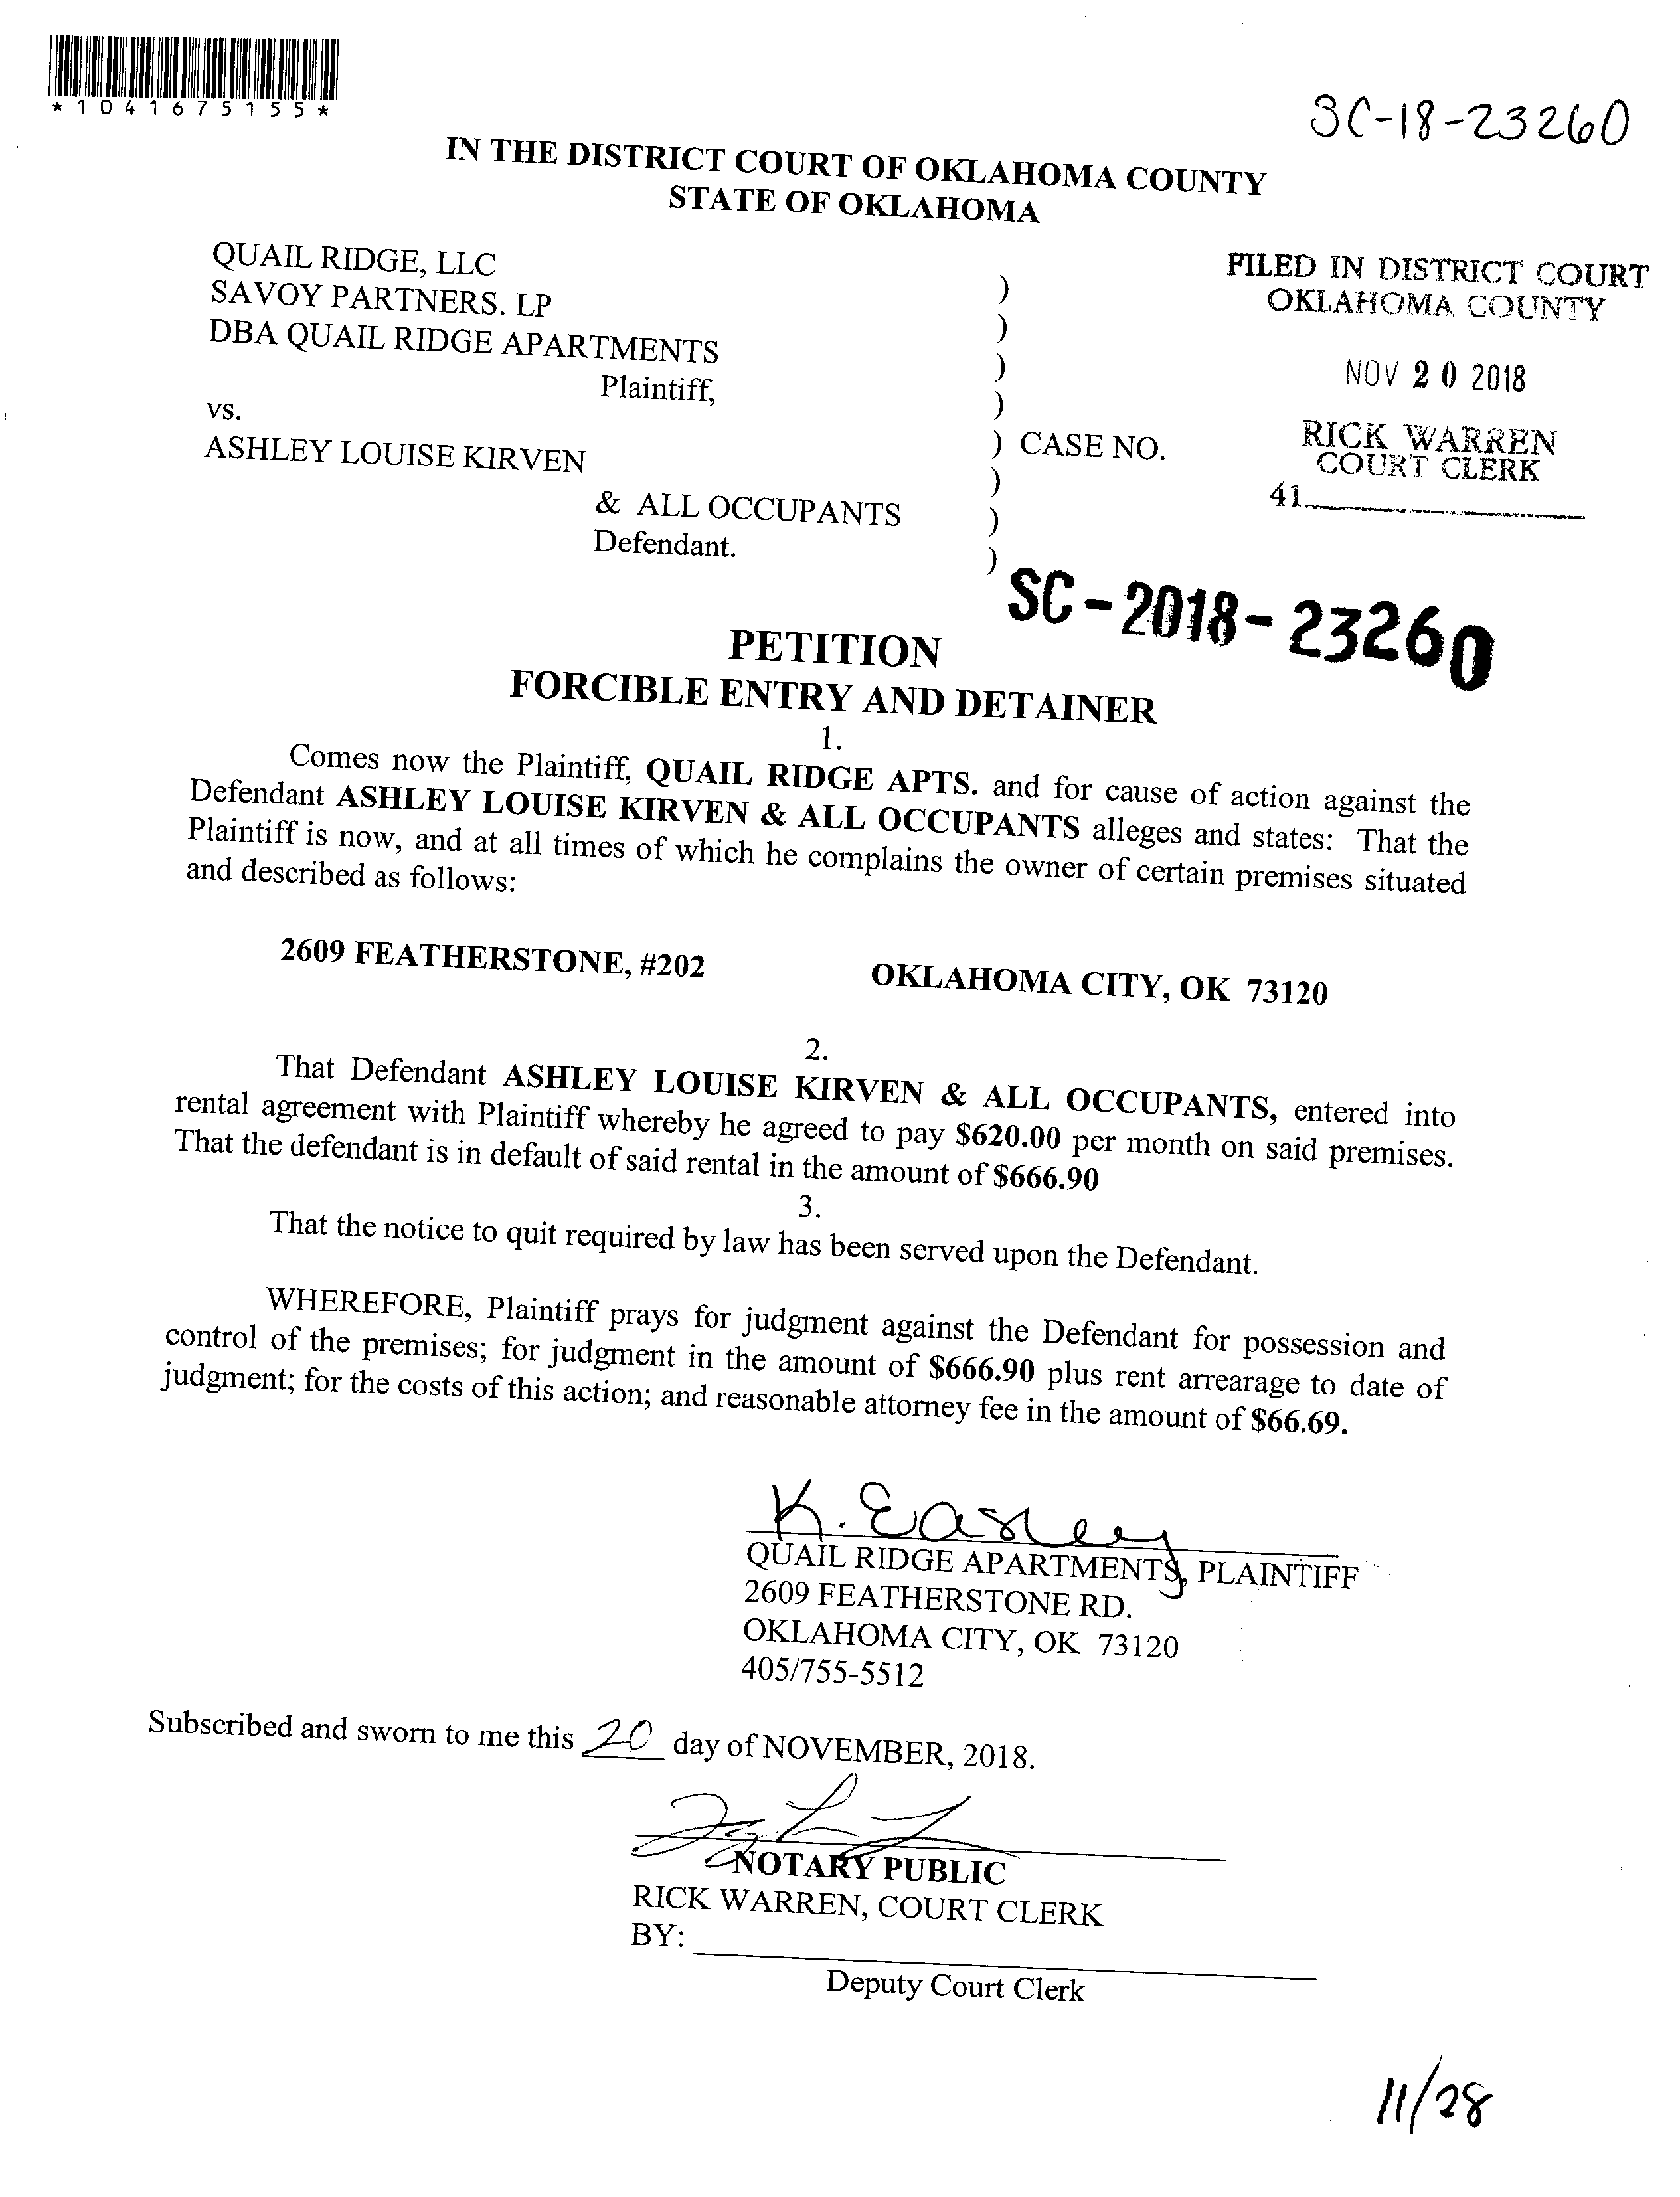 *1041675155*
SC-18-23260
IN THE DISTRICT COURT OF OKLAHOMA COUNTY
STATE OF OKLAHOMA
QUAIL RIDGE, LLC
SAVOY PARTNERS. LP
DBA QUAIL RIDGE APARTMENTS
Plaintiff,
vs.
ASHLEY LOUISE KIRVEN
& ALL OCCUPANTS
Defendant.
)
)
)
)
) CASE NO.
)
)
)
FILED IN DISTRICT COURT
OKLAHOMA COUNTY
NOV 20 2018
RICK WARREN
COURT CLERK
41
SC-2018-23260
PETITION
FORCIBLE ENTRY AND DETAINER
1.
Comes now the Plaintiff, QUAIL RIDGE APTS. and for cause of action against the
Defendant ASHLEY LOUISE KIRVEN & ALL OCCUPANTS alleges and states: That the
Plaintiff is now, and at all times of which he complains the owner of certain premises situated
and described as follows:
2609 FEATHERSTONE, #202 OKLAHOMA CITY, OK 73120
2.
That Defendant ASHLEY LOUISE KIRVEN & ALL OCCUPANTS, entered into
rental agreement with Plaintiff whereby he agreed to pay $620.00 per month on said premises.
That the defendant is in default of said rental in the amount of $666.90
3.
That the notice to quit required by law has been served upon the Defendant.
WHEREFORE, Plaintiff prays for judgment against the Defendant for possession and
control of the premises; for judgment in the amount of $666.90 plus rent arrearage to date of
judgment; for the costs of this action; and reasonable attorney fee in the amount of $66.69.
K. Easley
QUAIL RIDGE APARTMENTS, PLAINTIFF
2609 FEATHERSTONE RD.
OKLAHOMA CITY, OK 73120
405/755-5512
Subscribed and sworn to me this 20 day of NOVEMBER, 2018.
NOTARY PUBLIC
RICK WARREN, COURT CLERK
BY:
Deputy Court Clerk
11/28